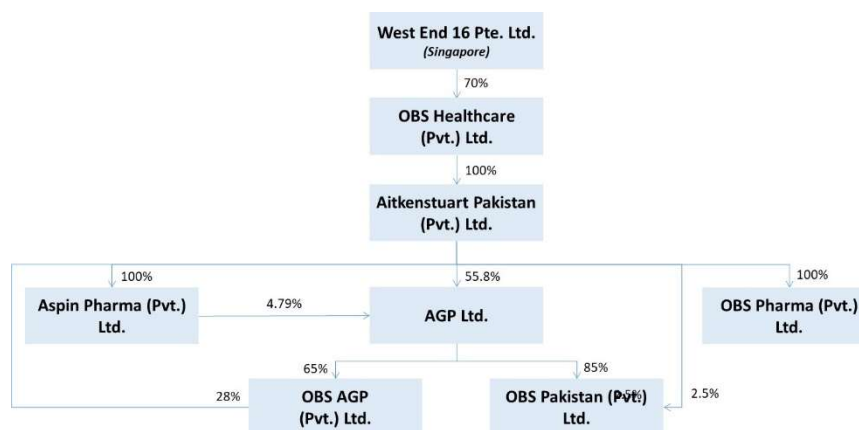 West End 16 Pte. Ltd.
(Singapore)
70%
OBS Healthcare
(Pvt.) Ltd.
100%
Aitkenstuart Pakistan
(Pvt.) Ltd.
100%
55.8%
100%
Aspin Pharma (Pvt.)
Ltd.
4.79%
AGP Ltd.
OBS Pharma (Pvt.)
Ltd.
65%
85%
28%
OBS AGP
(Pvt.) Ltd.
OBS Pakistan (Pvt.)
Ltd.
2.5%